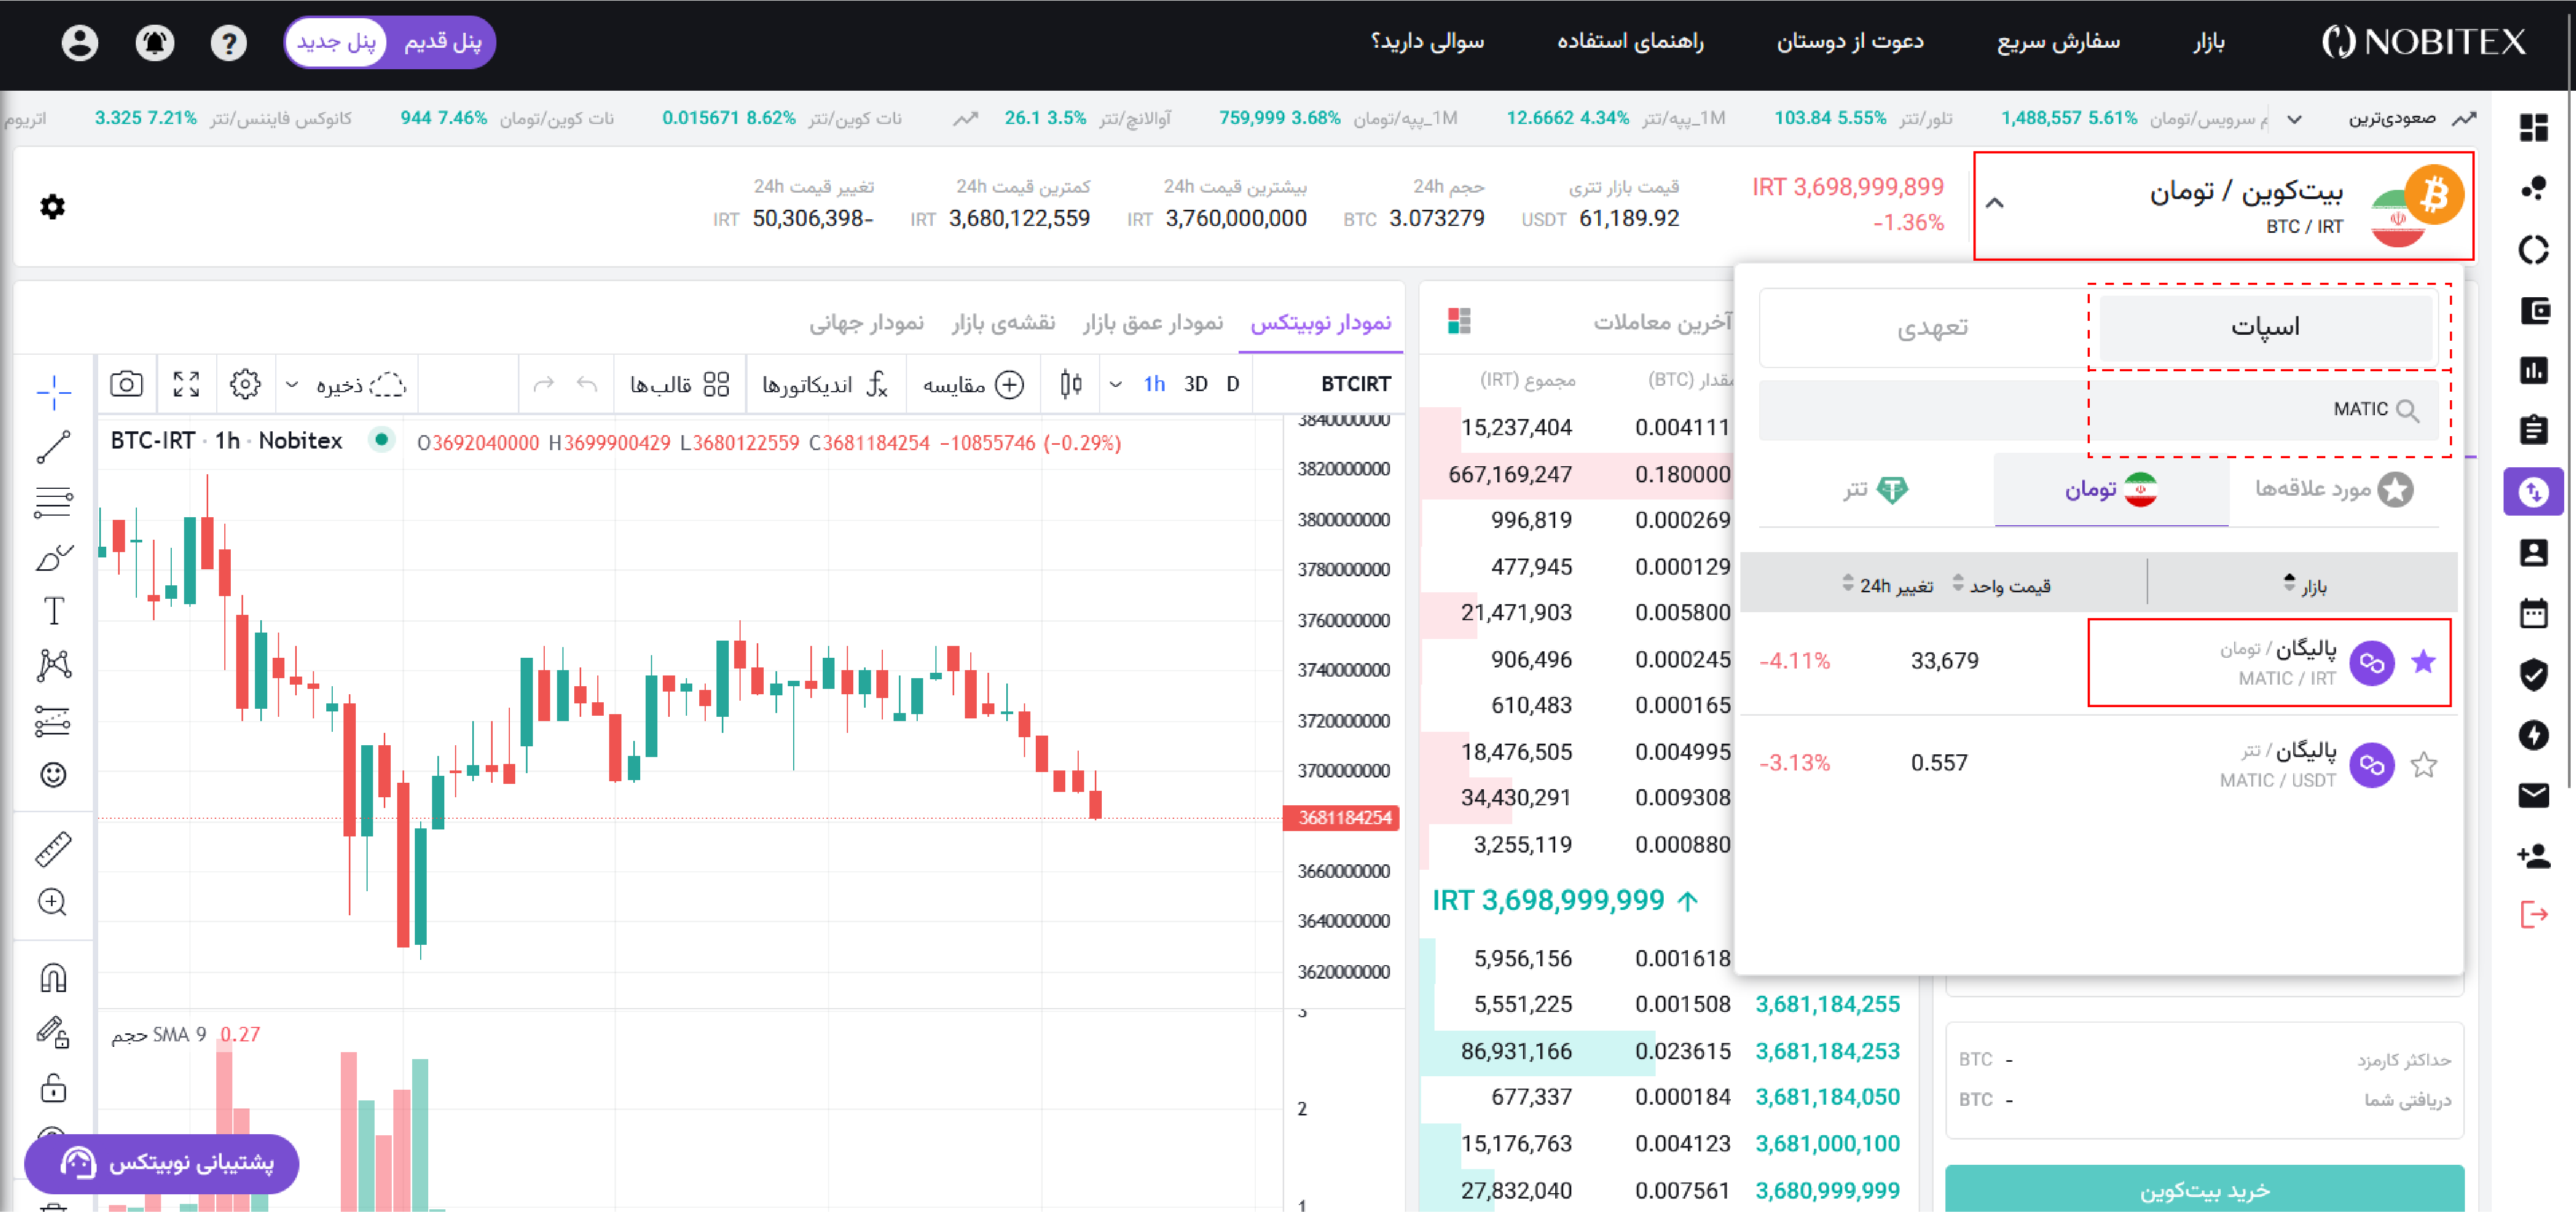 NOBITEX
بازار
سفارش سریع
دعوت از دوستان
راهنمای استفاده
سوالی دارید؟
پنل قدیم
پنل جدید
صعودی‌ترین
م سرویس/تومان 1,488,557 5.61%
تلور/تتر 103.84 5.55%
1M_پپه/تتر 12.6662 4.34%
1M_پپه/تومان 759,999 3.68%
آوالانچ/تتر 26.1 3.5%
نات کوین/تتر 0.015671 8.62%
نات کوین/تومان 944 7.46%
کانوکس فایننس/تتر 3.325 7.21%
اتریوم
بیت‌کوین / تومان
BTC / IRT
IRT 3,698,999,899
-1.36%
قیمت بازار تتری
USDT 61,189.92
حجم 24h
BTC 3.073279
بیشترین قیمت 24h
IRT 3,760,000,000
کمترین قیمت 24h
IRT 3,680,122,559
تغییر قیمت 24h
IRT 50,306,398-
اسپات
تعهدی
MATIC
مورد علاقه‌ها
تومان
تتر
بازار
قیمت واحد
تغییر 24h
پالیگان / تومان
MATIC / IRT
33,679
-4.11%
پالیگان / تتر
MATIC / USDT
0.557
-3.13%
آخرین معاملات
مجموع (IRT)
مقدار (BTC)
15,237,404 0.004111
667,169,247 0.180000
996,819 0.000269
477,945 0.000129
21,471,903 0.005800
906,496 0.000245
610,483 0.000165
18,476,505 0.004995
34,430,291 0.009308
3,255,119 0.000880
IRT 3,698,999,999
5,956,156 0.001618
5,551,225 0.001508 3,681,184,255
86,931,166 0.023615 3,681,184,253
677,337 0.000184 3,681,184,050
15,176,763 0.004123 3,681,000,100
27,832,040 0.007561 3,680,999,999
حداکثر کارمزد
BTC -
دریافتی شما
BTC -
خرید بیت‌کوین
نمودار نوبیتکس
نمودار عمق بازار
نقشه‌ی بازار
نمودار جهانی
BTCIRT
D
3D
1h
مقایسه
اندیکاتورها
قالب‌ها
ذخیره
BTC-IRT · 1h · Nobitex
O3692040000 H3699900429 L3680122559 C3681184254 −10855746 (−0.29%)
3840000000
3820000000
3800000000
3780000000
3760000000
3740000000
3720000000
3700000000
3681184254
3660000000
3640000000
3620000000
حجم SMA 9 0.27
3
2
1
پشتیبانی نوبیتکس